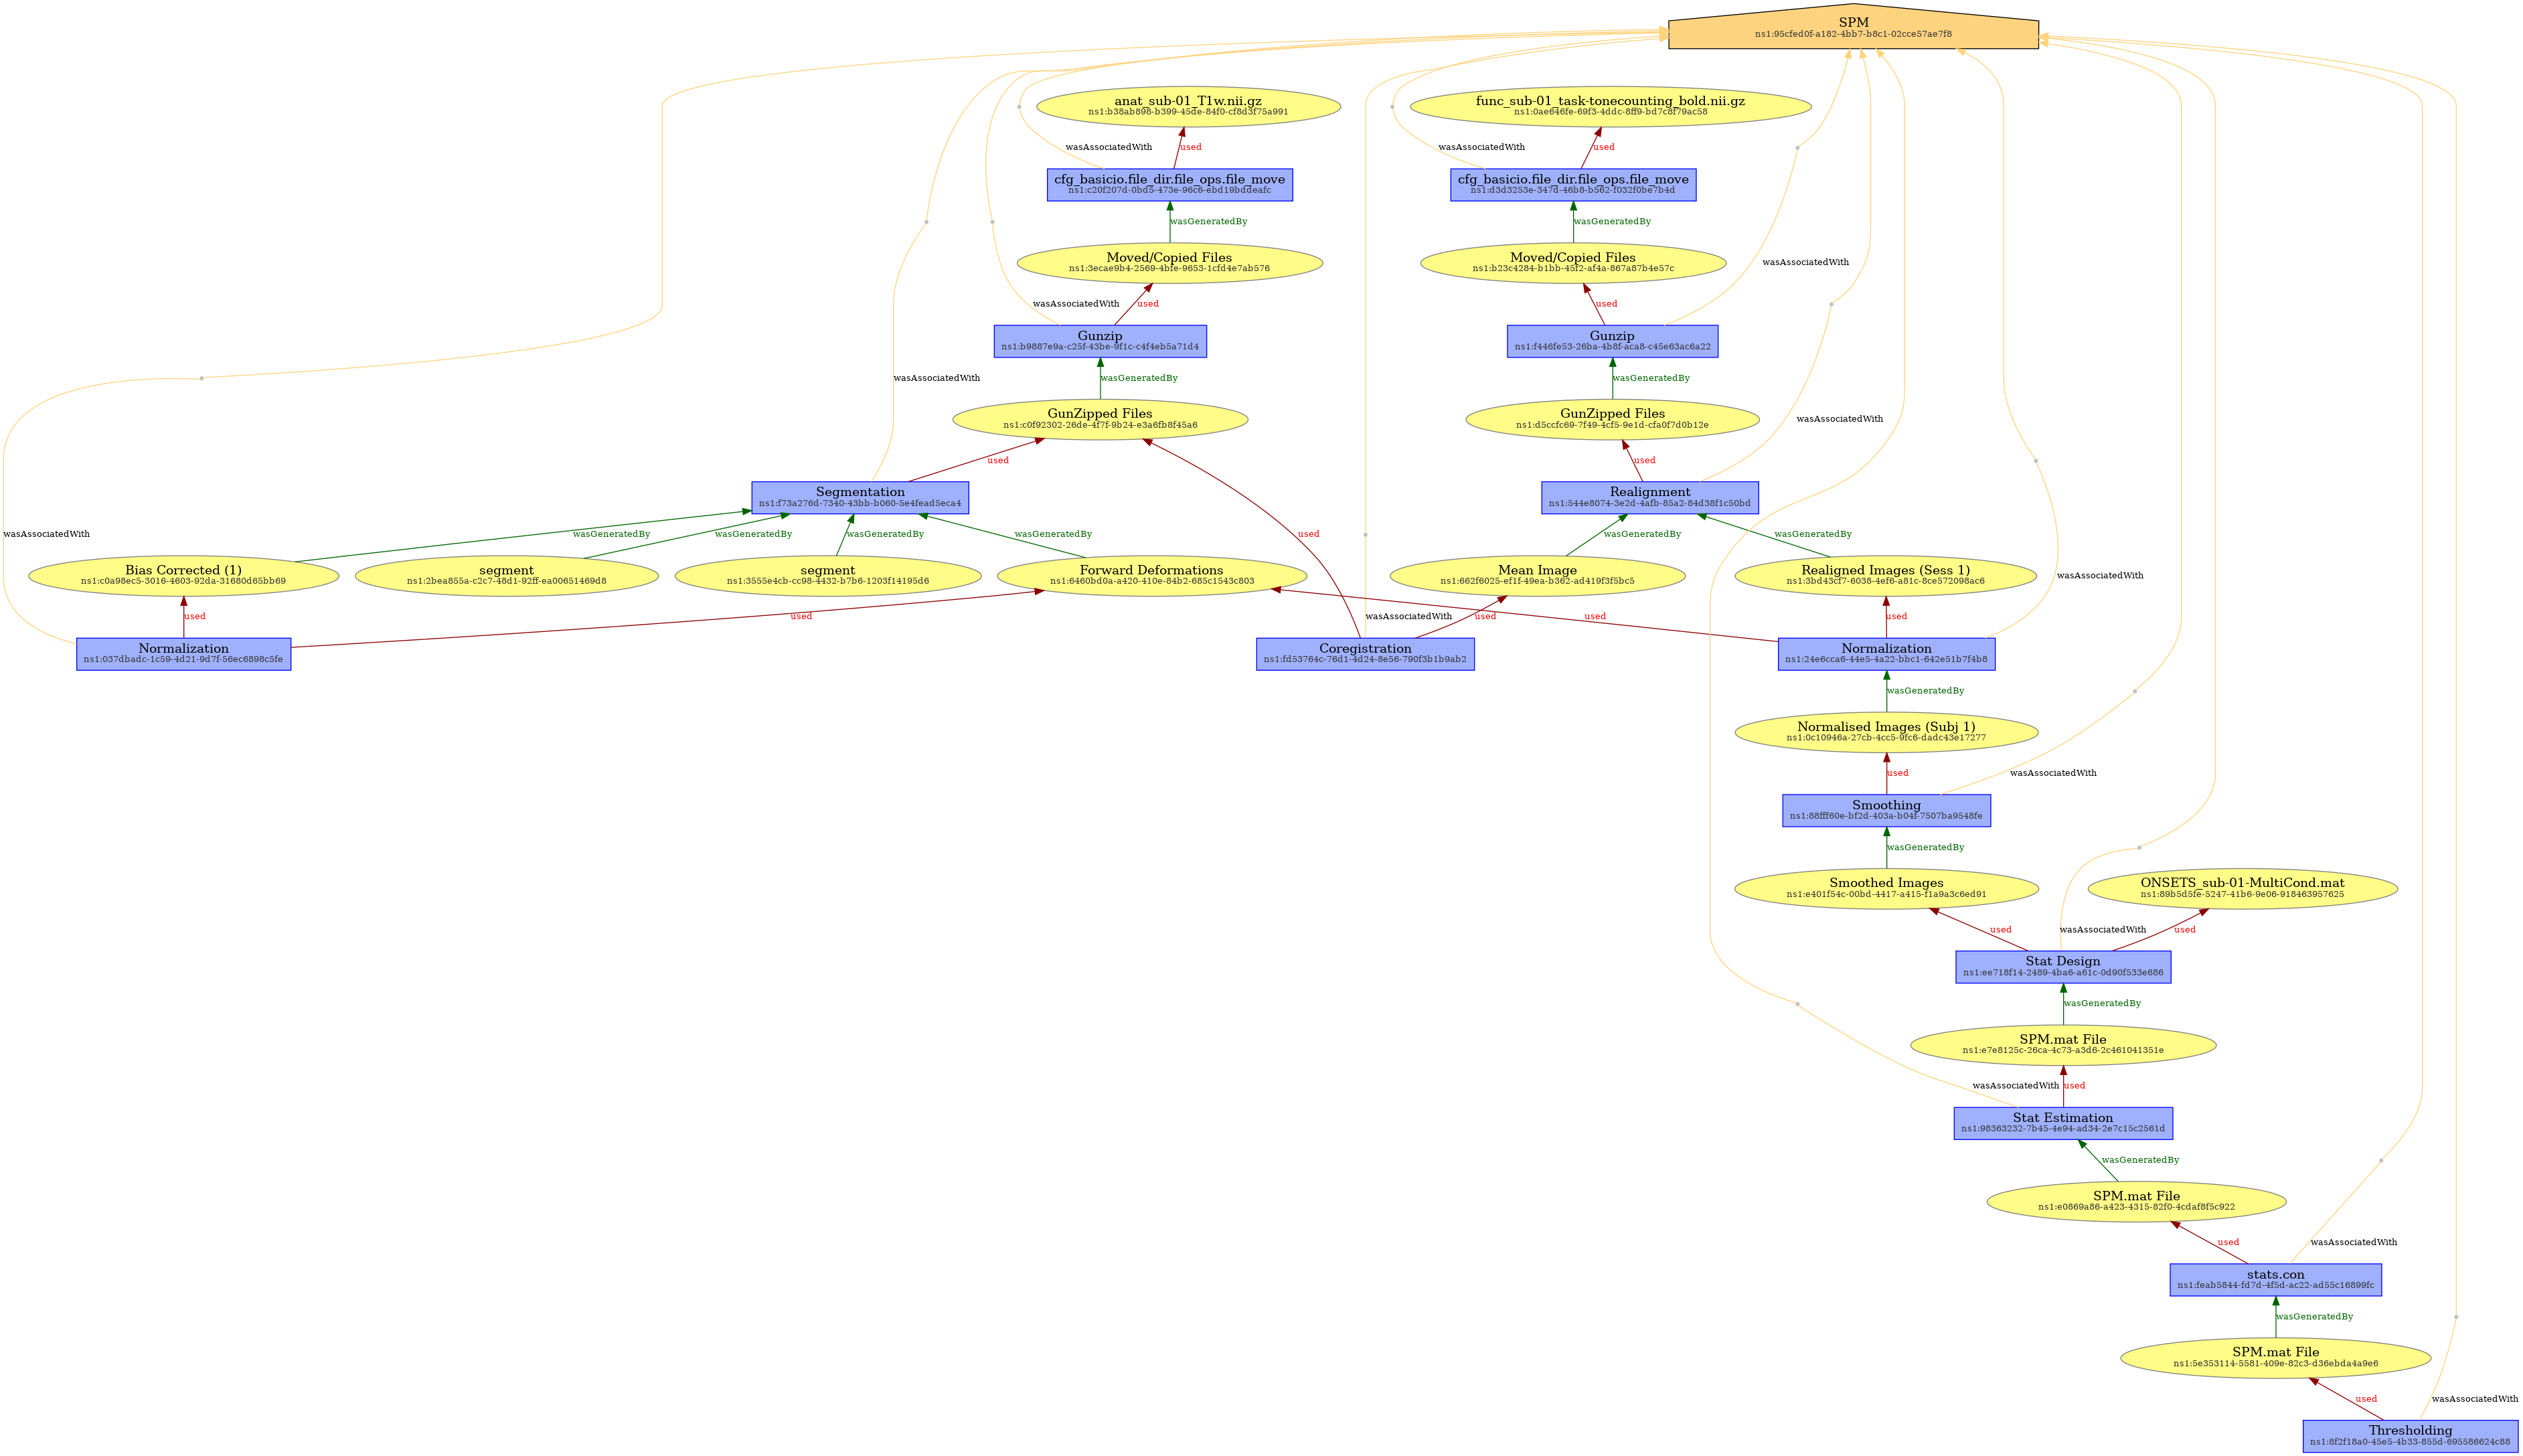 SPM
ns1:95cfed0f-a182-4bb7-b8c1-02cce57ae7f8
anat_sub-01_T1w.nii.gz
ns1:b38ab898-b399-45de-84f0-cf8d3f75a991
func_sub-01_task-tonecounting_bold.nii.gz
ns1:0ae646fe-69f3-4ddc-8ff9-bd7c8f79ac58
wasAssociatedWith
used
wasAssociatedWith
used
cfg_basicio.file_dir.file_ops.file_move
ns1:c20f207d-0bd5-473e-96c6-ebd19bddeafc
cfg_basicio.file_dir.file_ops.file_move
ns1:d3d3253e-347d-46b8-b562-f032f0be7b4d
wasGeneratedBy
wasGeneratedBy
Moved/Copied Files
ns1:3ecae9b4-2569-4bfe-9653-1cfd4e7ab576
Moved/Copied Files
ns1:b23c4284-b1bb-45f2-af4a-867a87b4e57c
wasAssociatedWith
wasAssociatedWith
used
used
Gunzip
ns1:b9887e9a-c25f-43be-9f1c-c4f4eb5a71d4
Gunzip
ns1:f446fe53-26ba-4b8f-aca8-c45e63ac6a22
wasAssociatedWith
wasGeneratedBy
wasGeneratedBy
GunZipped Files
ns1:c0f92302-26de-4f7f-9b24-e3a6fb8f45a6
GunZipped Files
ns1:d5ccfc69-7f49-4cf5-9e1d-cfa0f7d0b12e
wasAssociatedWith
used
used
Segmentation
ns1:f73a276d-7340-43bb-b060-5e4fead5eca4
Realignment
ns1:544e8074-3e2d-4afb-85a2-84d38f1c50bd
wasAssociatedWith
wasGeneratedBy
wasGeneratedBy
wasGeneratedBy
wasGeneratedBy
used
wasGeneratedBy
wasGeneratedBy
Bias Corrected (1)
ns1:c0a98ec5-3016-4603-92da-31680d65bb69
segment
ns1:2bea855a-c2c7-48d1-92ff-ea00651469d8
segment
ns1:3555e4cb-cc98-4432-b7b6-1203f14195d6
Forward Deformations
ns1:6460bd0a-a420-410e-84b2-685c1543c803
Mean Image
ns1:662f6025-ef1f-49ea-b362-ad419f3f5bc5
Realigned Images (Sess 1)
ns1:3bd43cf7-6038-4ef6-a81c-8ce572098ac6
wasAssociatedWith
used
used
wasAssociatedWith
used
used
used
Normalization
ns1:037dbadc-1c59-4d21-9d7f-56ec6898c5fe
Coregistration
ns1:fd53764c-76d1-4d24-8e56-790f3b1b9ab2
Normalization
ns1:24e6cca6-44e5-4a22-bbc1-642e51b7f4b8
wasGeneratedBy
Normalised Images (Subj 1)
ns1:0c10946a-27cb-4cc5-9fc6-dadc43e17277
used
wasAssociatedWith
Smoothing
ns1:88fff60e-bf2d-403a-b04f-7507ba9548fe
wasGeneratedBy
Smoothed Images
ns1:e401f54c-00bd-4417-a415-f1a9a3c6ed91
ONSETS_sub-01-MultiCond.mat
ns1:89b5d5fe-5247-41b6-9e06-918463957625
used
wasAssociatedWith
used
Stat Design
ns1:ee718f14-2489-4ba6-a61c-0d90f533e686
wasGeneratedBy
SPM.mat File
ns1:e7e8125c-26ca-4c73-a3d6-2c461041351e
wasAssociatedWith
used
Stat Estimation
ns1:98363232-7b45-4e94-ad34-2e7c15c2561d
wasGeneratedBy
SPM.mat File
ns1:e0869a86-a423-4315-82f0-4cdaf8f5c922
used
wasAssociatedWith
stats.con
ns1:feab5844-fd7d-4f5d-ac22-ad55c16899fc
wasGeneratedBy
SPM.mat File
ns1:5e353114-5581-409e-82c3-d36ebda4a9e6
used
wasAssociatedWith
Thresholding
ns1:8f2f18a0-45e5-4b33-855d-695586624c88